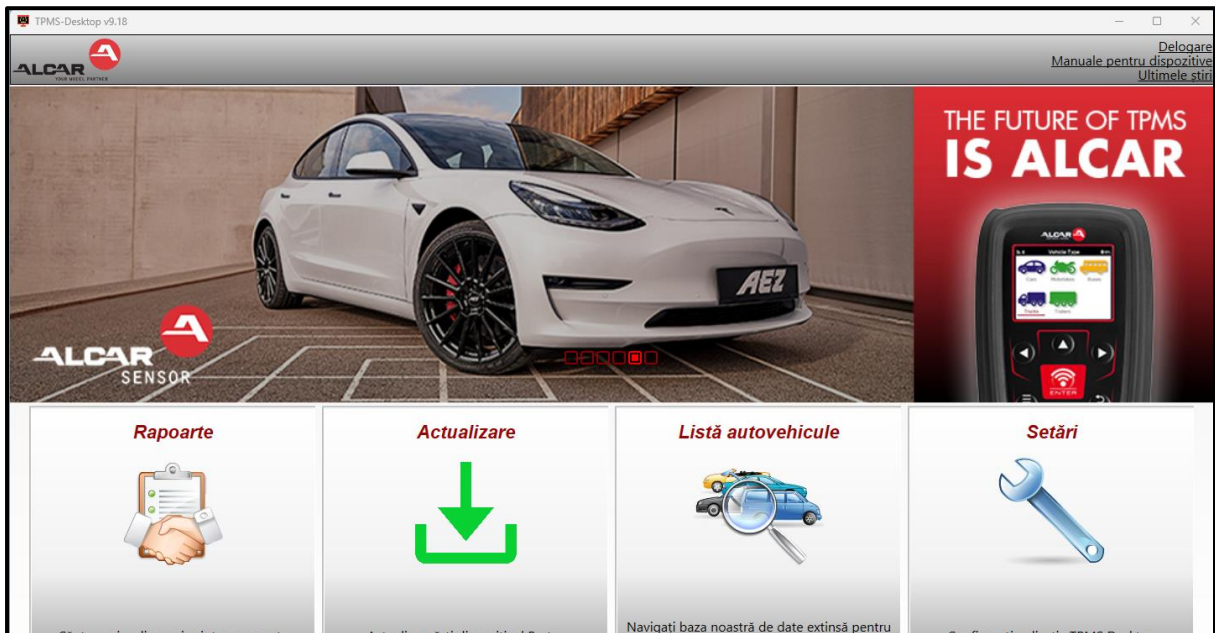 TPMS-Desktop v9.18
ALCAR
YOUR WHEEL PARTNER
Delogare
Manuale pentru dispozitive
Ultimele stiri
THE FUTURE OF TPMS
IS ALCAR
ALCAR
Vehicle Type
Cars
Buses
Trucks
Trailers
ENTER
AEZ
ALCAR
SENSOR
Rapoarte
Actualizare
Listă autovehicule
Setări
Navigați baza noastră de date extinsă pentru